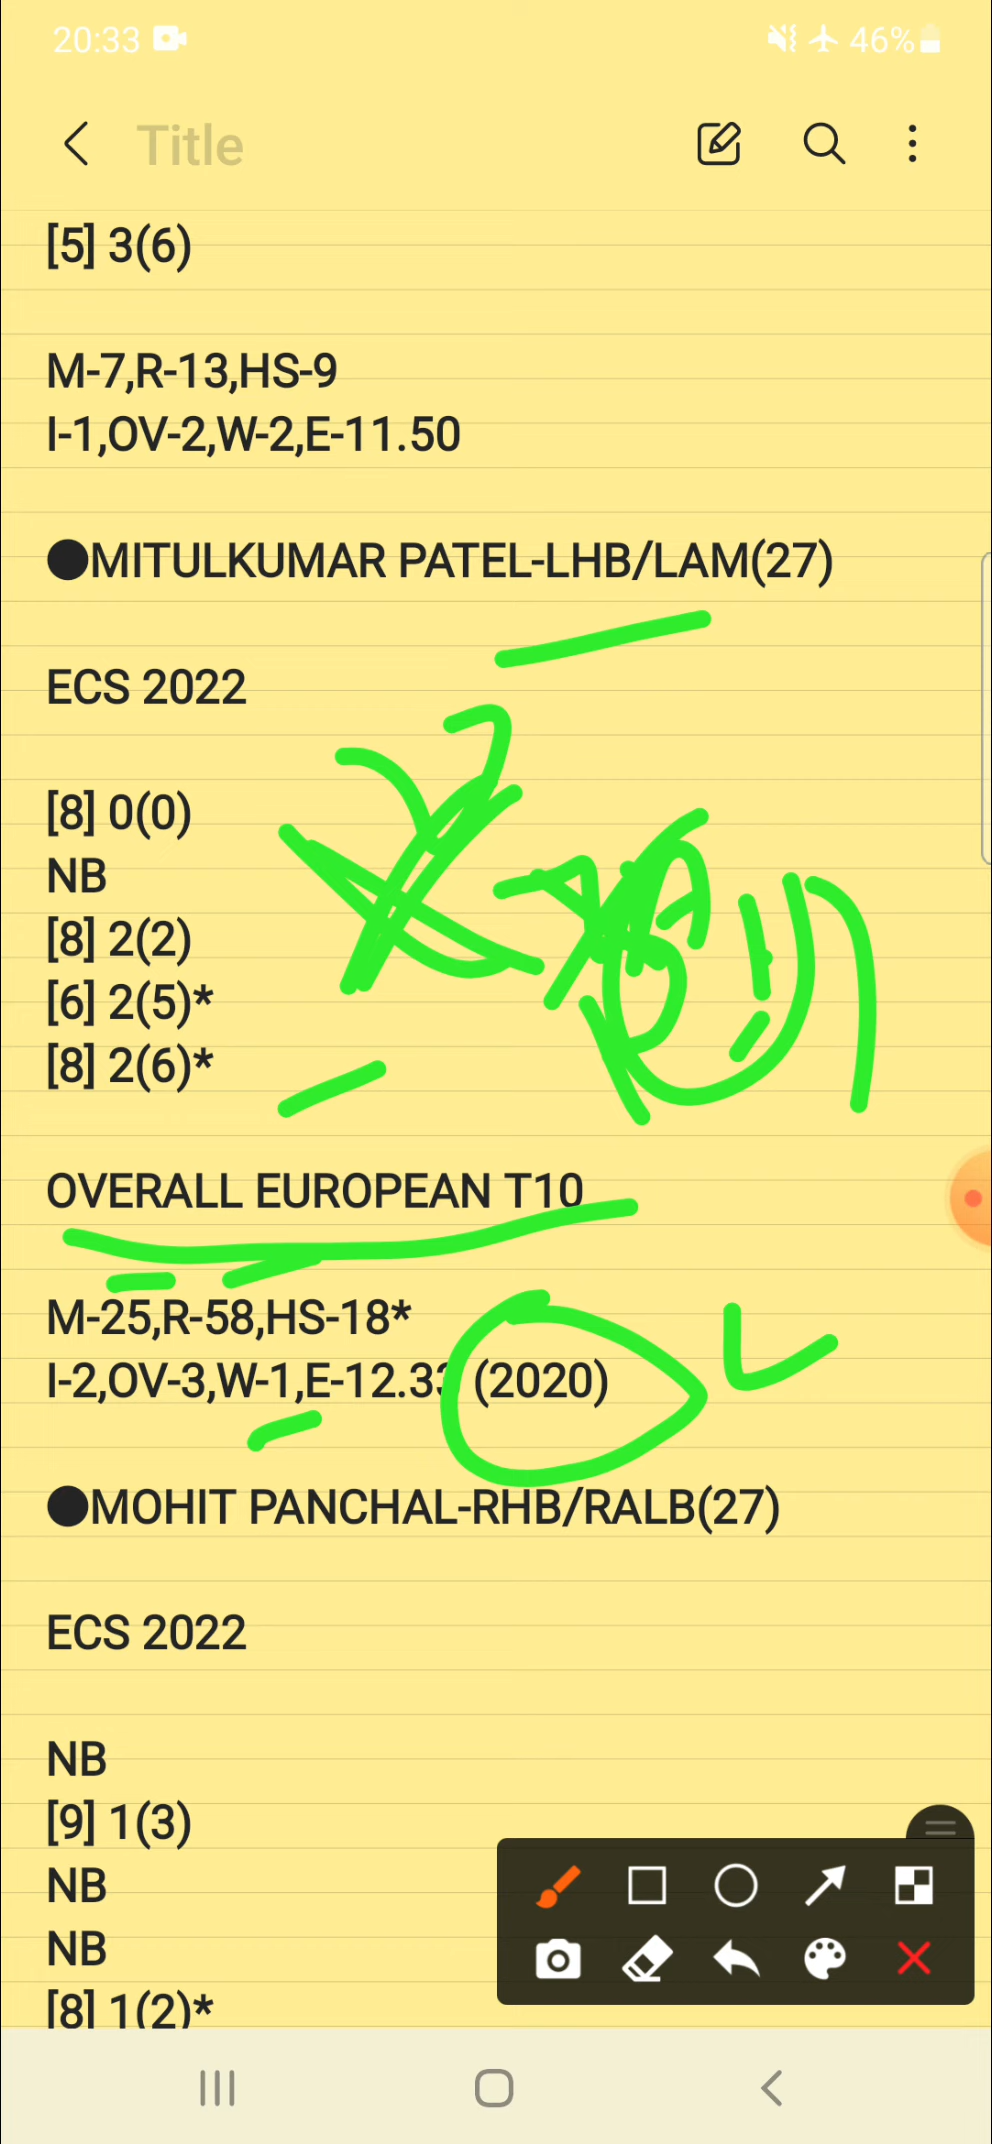 20:33
46%
Title
[5] 3(6)
M-7,R-13,HS-9
I-1,OV-2,W-2,E-11.50
●MITULKUMAR PATEL-LHB/LAM(27)
ECS 2022
[8] 0(0)
NB
[8] 2(2)
[6] 2(5)*
[8] 2(6)*
OVERALL EUROPEAN T10
M-25,R-58,HS-18*
I-2,OV-3,W-1,E-12.33 (2020)
●MOHIT PANCHAL-RHB/RALB(27)
ECS 2022
NB
[9] 1(3)
NB
NB
[8] 1(2)*